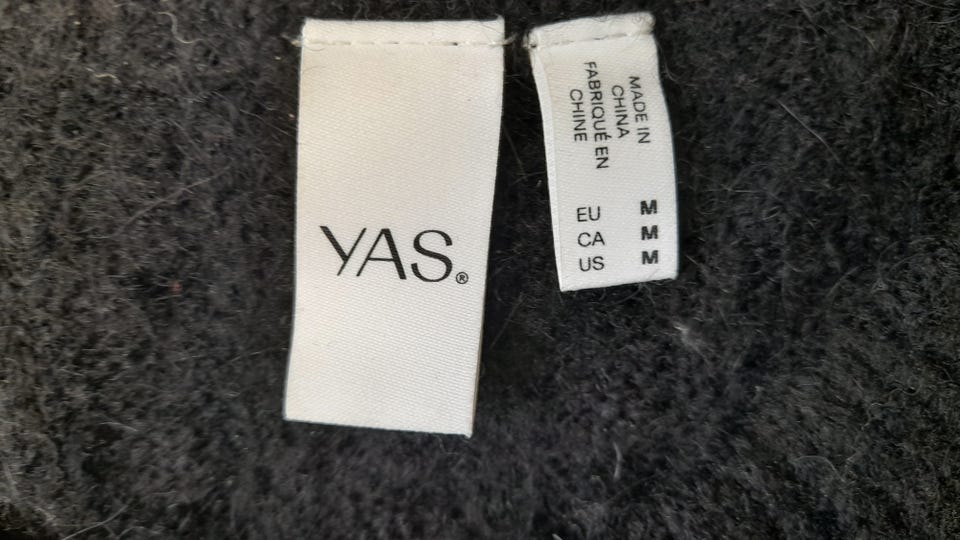 YAS®
MADE IN
CHINA
FABRIQUÉ EN
CHINE
EU M
CA M
US M